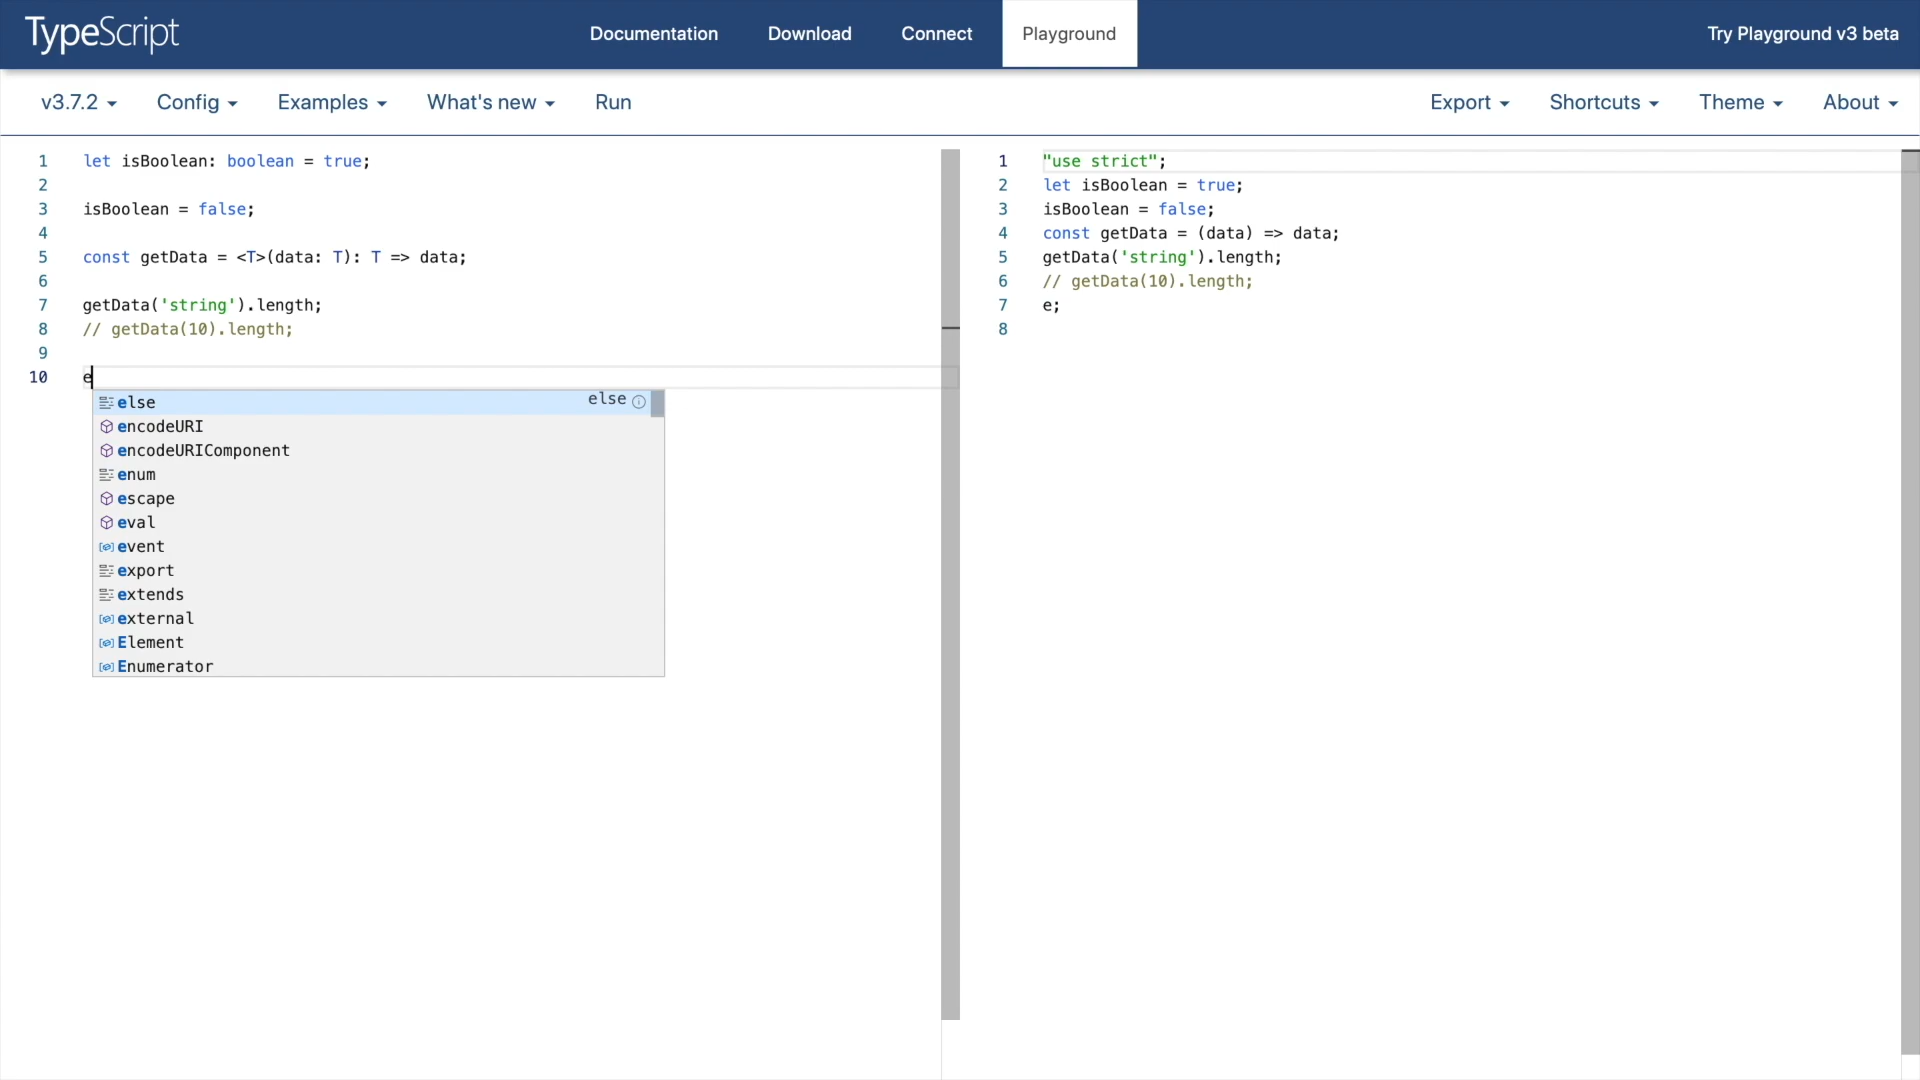 TypeScript
Documentation Download Connect Playground Try Playground v3 beta
v3.7.2 Config Examples What's new Run Export Shortcuts Theme About
1 let isBoolean: boolean = true;
2
3 isBoolean = false;
4
5 const getData = <T>(data: T): T => data;
6
7 getData('string').length;
8 // getData(10).length;
9
10 e
else else
encodeURI
encodeURIComponent
enum
escape
eval
event
export
extends
external
Element
Enumerator
1 "use strict";
2 let isBoolean = true;
3 isBoolean = false;
4 const getData = (data) => data;
5 getData('string').length;
6 // getData(10).length;
7 e;
8